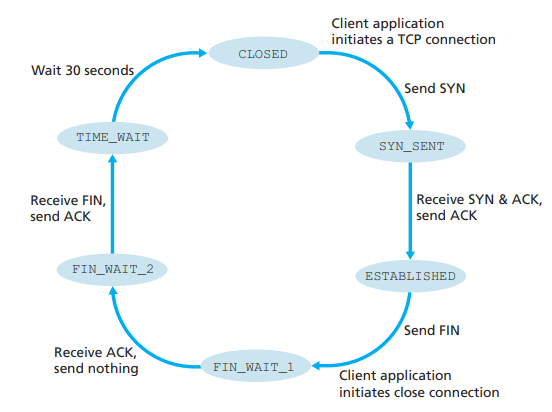 Client application
initiates a TCP connection
CLOSED
Wait 30 seconds
Send SYN
TIME_WAIT
SYN_SENT
Receive FIN,
send ACK
Receive SYN & ACK,
send ACK
FIN_WAIT_2
ESTABLISHED
Send FIN
Receive ACK,
send nothing
FIN_WAIT_1
Client application
initiates close connection